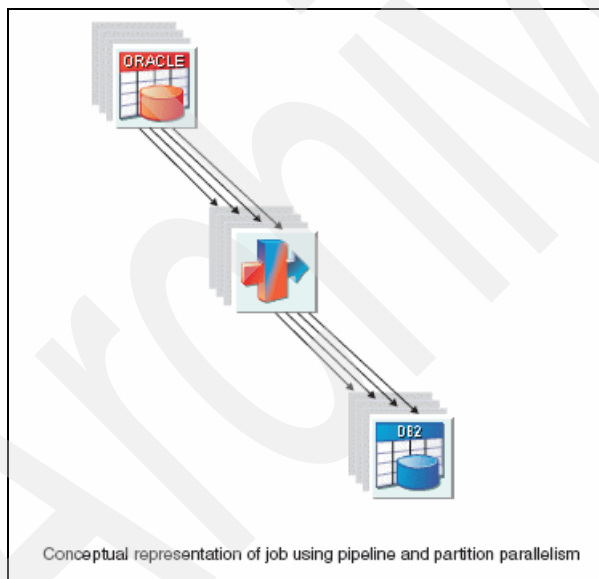 ORACLE
DB2
Conceptual representation of job using pipeline and partition parallelism